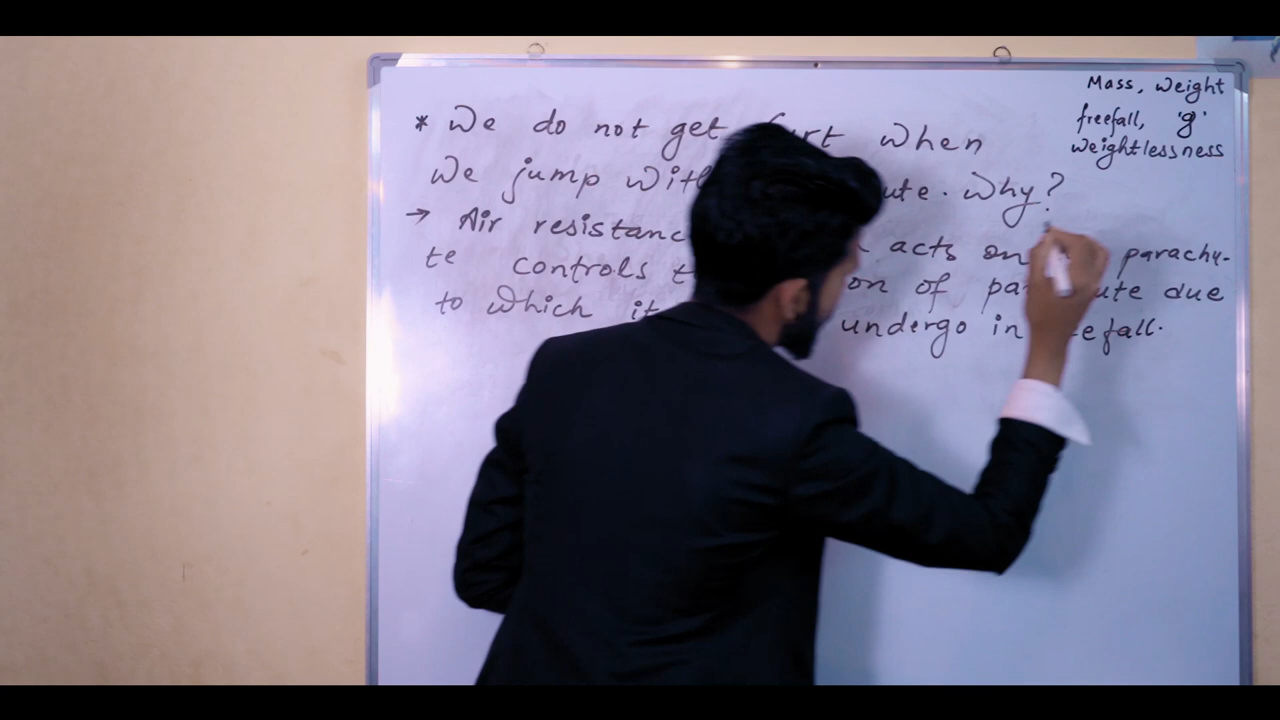 Mass, weight
freefall, 'g'
weightlessness
* We do not get hurt when
We jump with ute. Why?
→ Air resistanc acts on parachu-
te controls on of pa ute due
to which it undergo in efall.